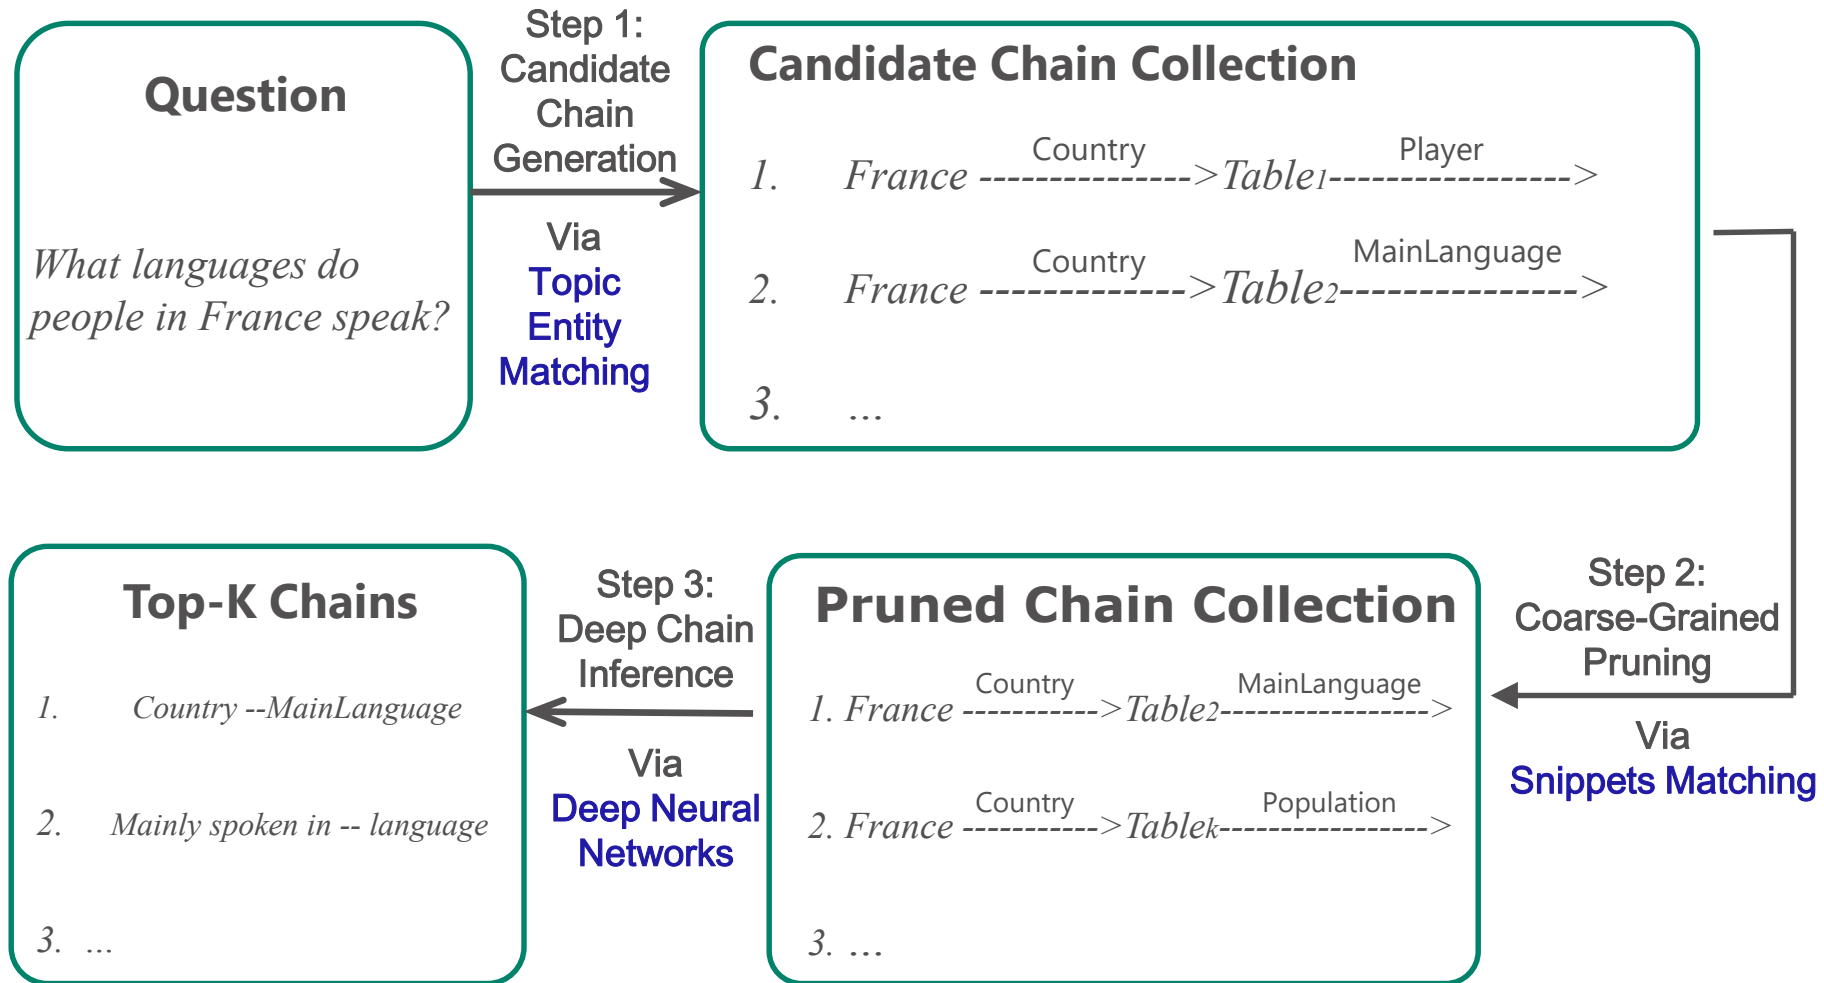 Question
What languages do
people in France speak?
Step 1:
Candidate
Chain
Generation
Via
Topic
Entity
Matching
Candidate Chain Collection
Country Player
1. France --------------->Table1----------------->
Country MainLanguage
2. France --------------->Table2--------------->
3. ...
Step 2:
Coarse-Grained
Pruning
Via
Snippets Matching
Pruned Chain Collection
Country MainLanguage
1. France ----------->Table2----------------->
Country Population
2. France ----------->Tablek----------------->
3. ...
Step 3:
Deep Chain
Inference
Via
Deep Neural
Networks
Top-K Chains
1. Country --MainLanguage
2. Mainly spoken in -- language
3. ...